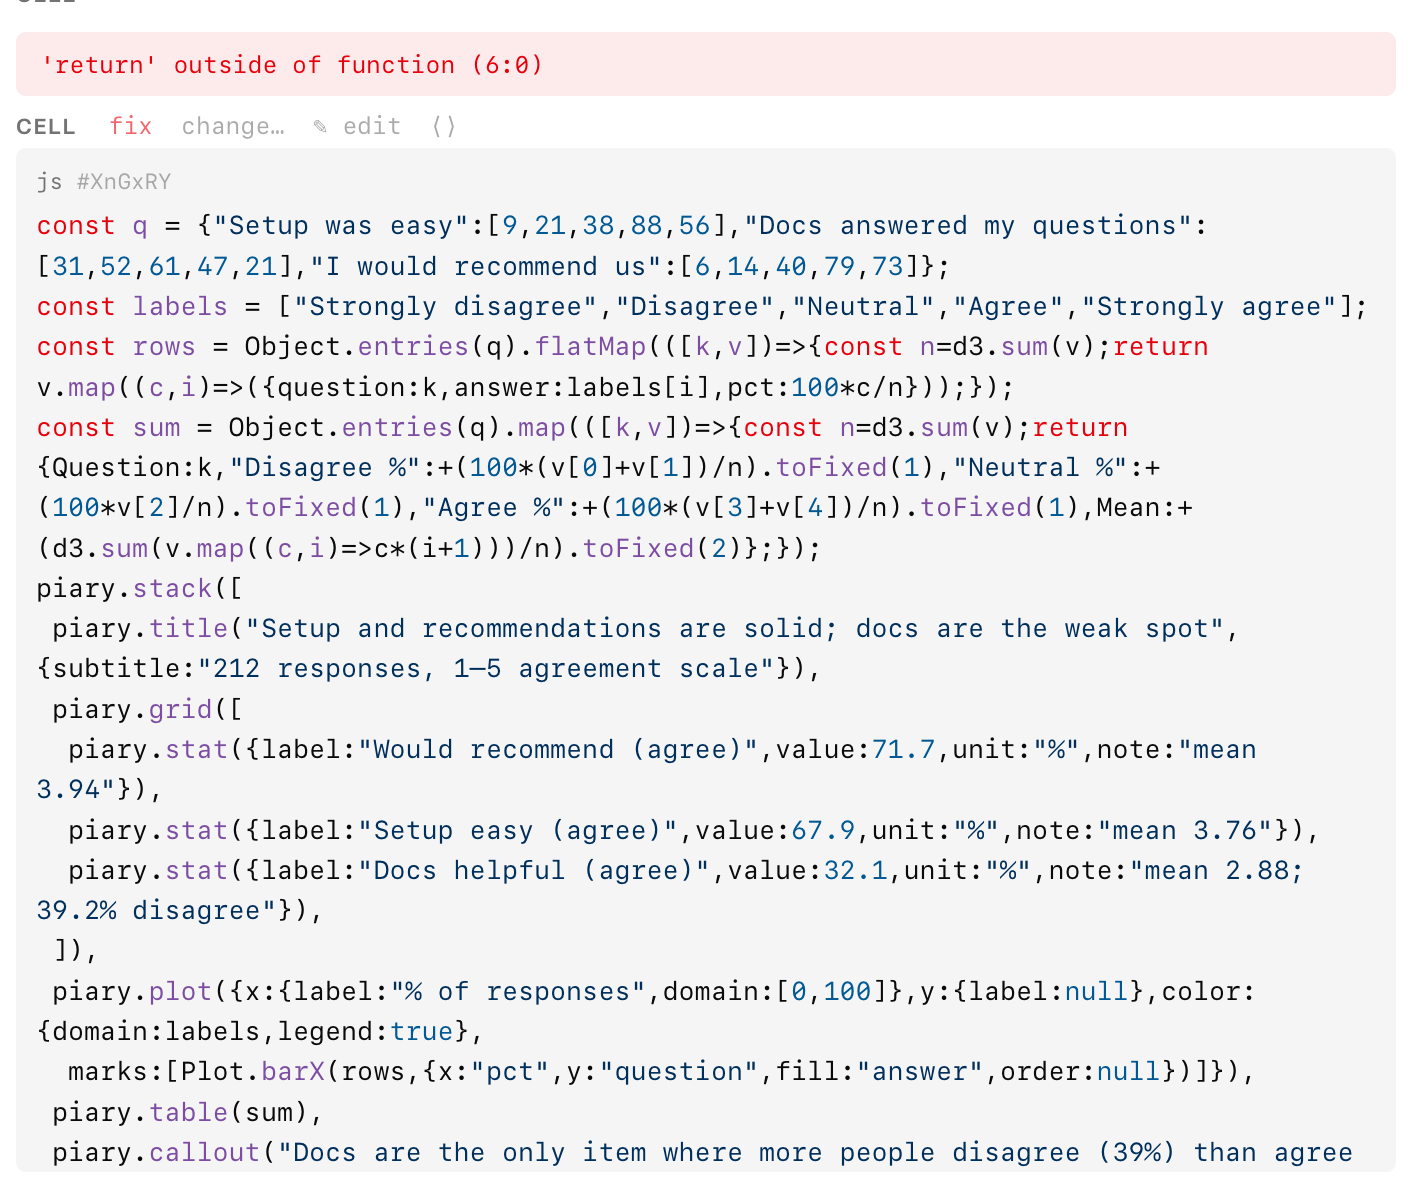 CELL
'return' outside of function (6:0)
CELL fix change… ✎ edit ⟨⟩
js #XnGxRY
const q = {"Setup was easy":[9,21,38,88,56],"Docs answered my questions":
[31,52,61,47,21],"I would recommend us":[6,14,40,79,73]};
const labels = ["Strongly disagree","Disagree","Neutral","Agree","Strongly agree"];
const rows = Object.entries(q).flatMap(([k,v])=>{const n=d3.sum(v);return
v.map((c,i)=>({question:k,answer:labels[i],pct:100*c/n}));});
const sum = Object.entries(q).map(([k,v])=>{const n=d3.sum(v);return
{Question:k,"Disagree %":+(100*(v[0]+v[1])/n).toFixed(1),"Neutral %":+
(100*v[2]/n).toFixed(1),"Agree %":+(100*(v[3]+v[4])/n).toFixed(1),Mean:+
(d3.sum(v.map((c,i)=>c*(i+1)))/n).toFixed(2)};});
piary.stack([
 piary.title("Setup and recommendations are solid; docs are the weak spot",
{subtitle:"212 responses, 1–5 agreement scale"}),
 piary.grid([
  piary.stat({label:"Would recommend (agree)",value:71.7,unit:"%",note:"mean
3.94"}),
  piary.stat({label:"Setup easy (agree)",value:67.9,unit:"%",note:"mean 3.76"}),
  piary.stat({label:"Docs helpful (agree)",value:32.1,unit:"%",note:"mean 2.88;
39.2% disagree"}),
 ]),
 piary.plot({x:{label:"% of responses",domain:[0,100]},y:{label:null},color:
{domain:labels,legend:true},
  marks:[Plot.barX(rows,{x:"pct",y:"question",fill:"answer",order:null})]}),
 piary.table(sum),
 piary.callout("Docs are the only item where more people disagree (39%) than agree